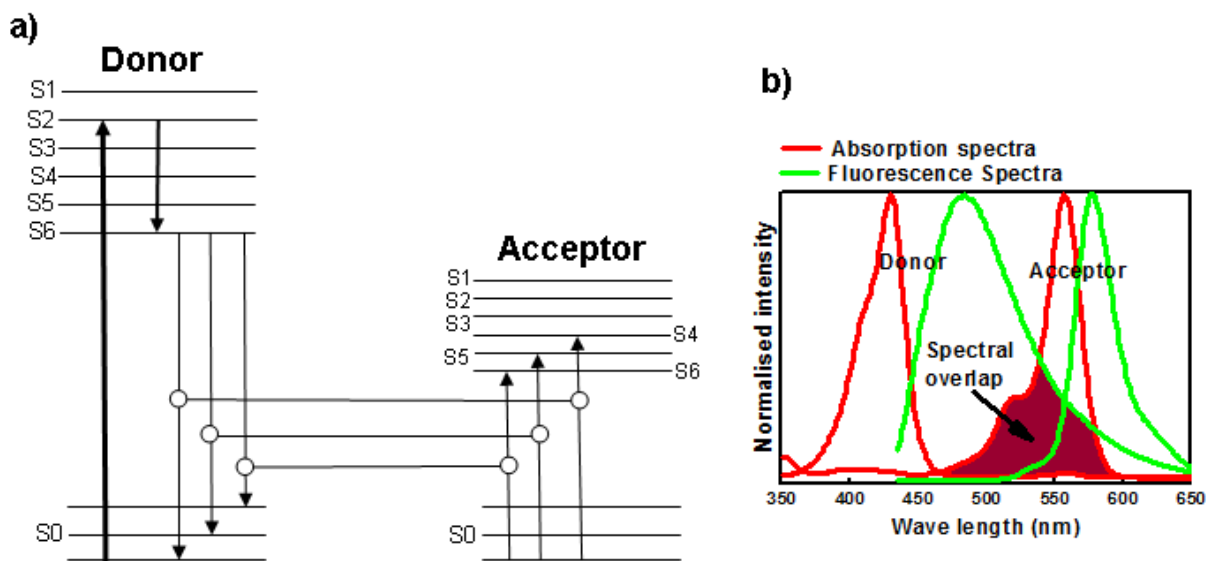 a)
Donor
S1
S2
S3
S4
S5
S6
S0
Acceptor
S1
S2
S3
S4
S5
S6
S0
b)
Absorption spectra
Fluorescence Spectra
Normalised intensity
Donor
Acceptor
Spectral
overlap
350 400 450 500 550 600 650
Wave length (nm)